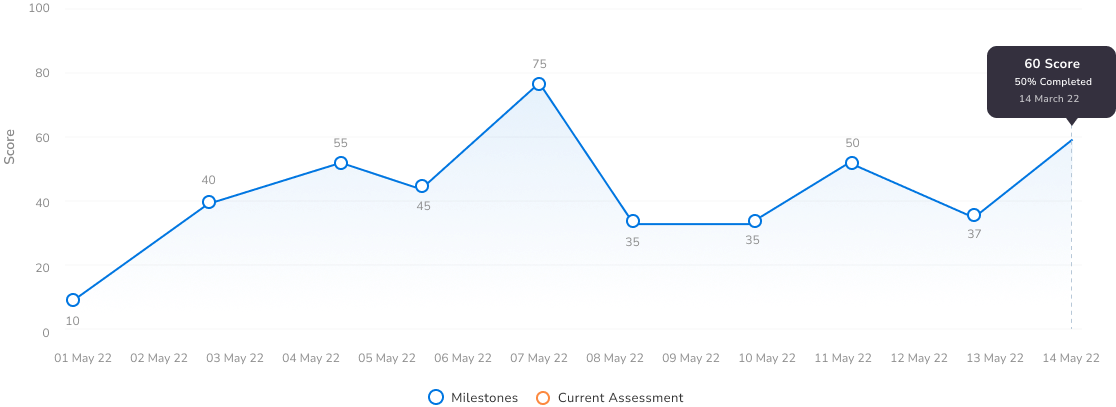 100
80
60
40
20
0
Score
10
40
55
45
75
35
35
50
37
60 Score
50% Completed
14 March 22
01 May 22 02 May 22 03 May 22 04 May 22 05 May 22 06 May 22 07 May 22 08 May 22 09 May 22 10 May 22 11 May 22 12 May 22 13 May 22 14 May 22
Milestones Current Assessment